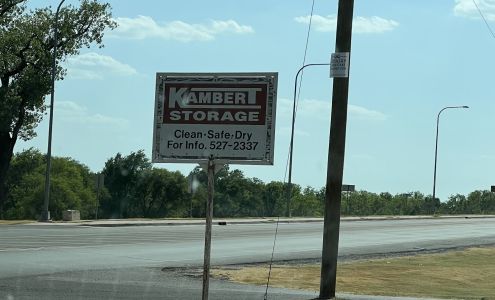 KAMBERT
STORAGE
Clean-Safe-Dry
For Info. 527-2337